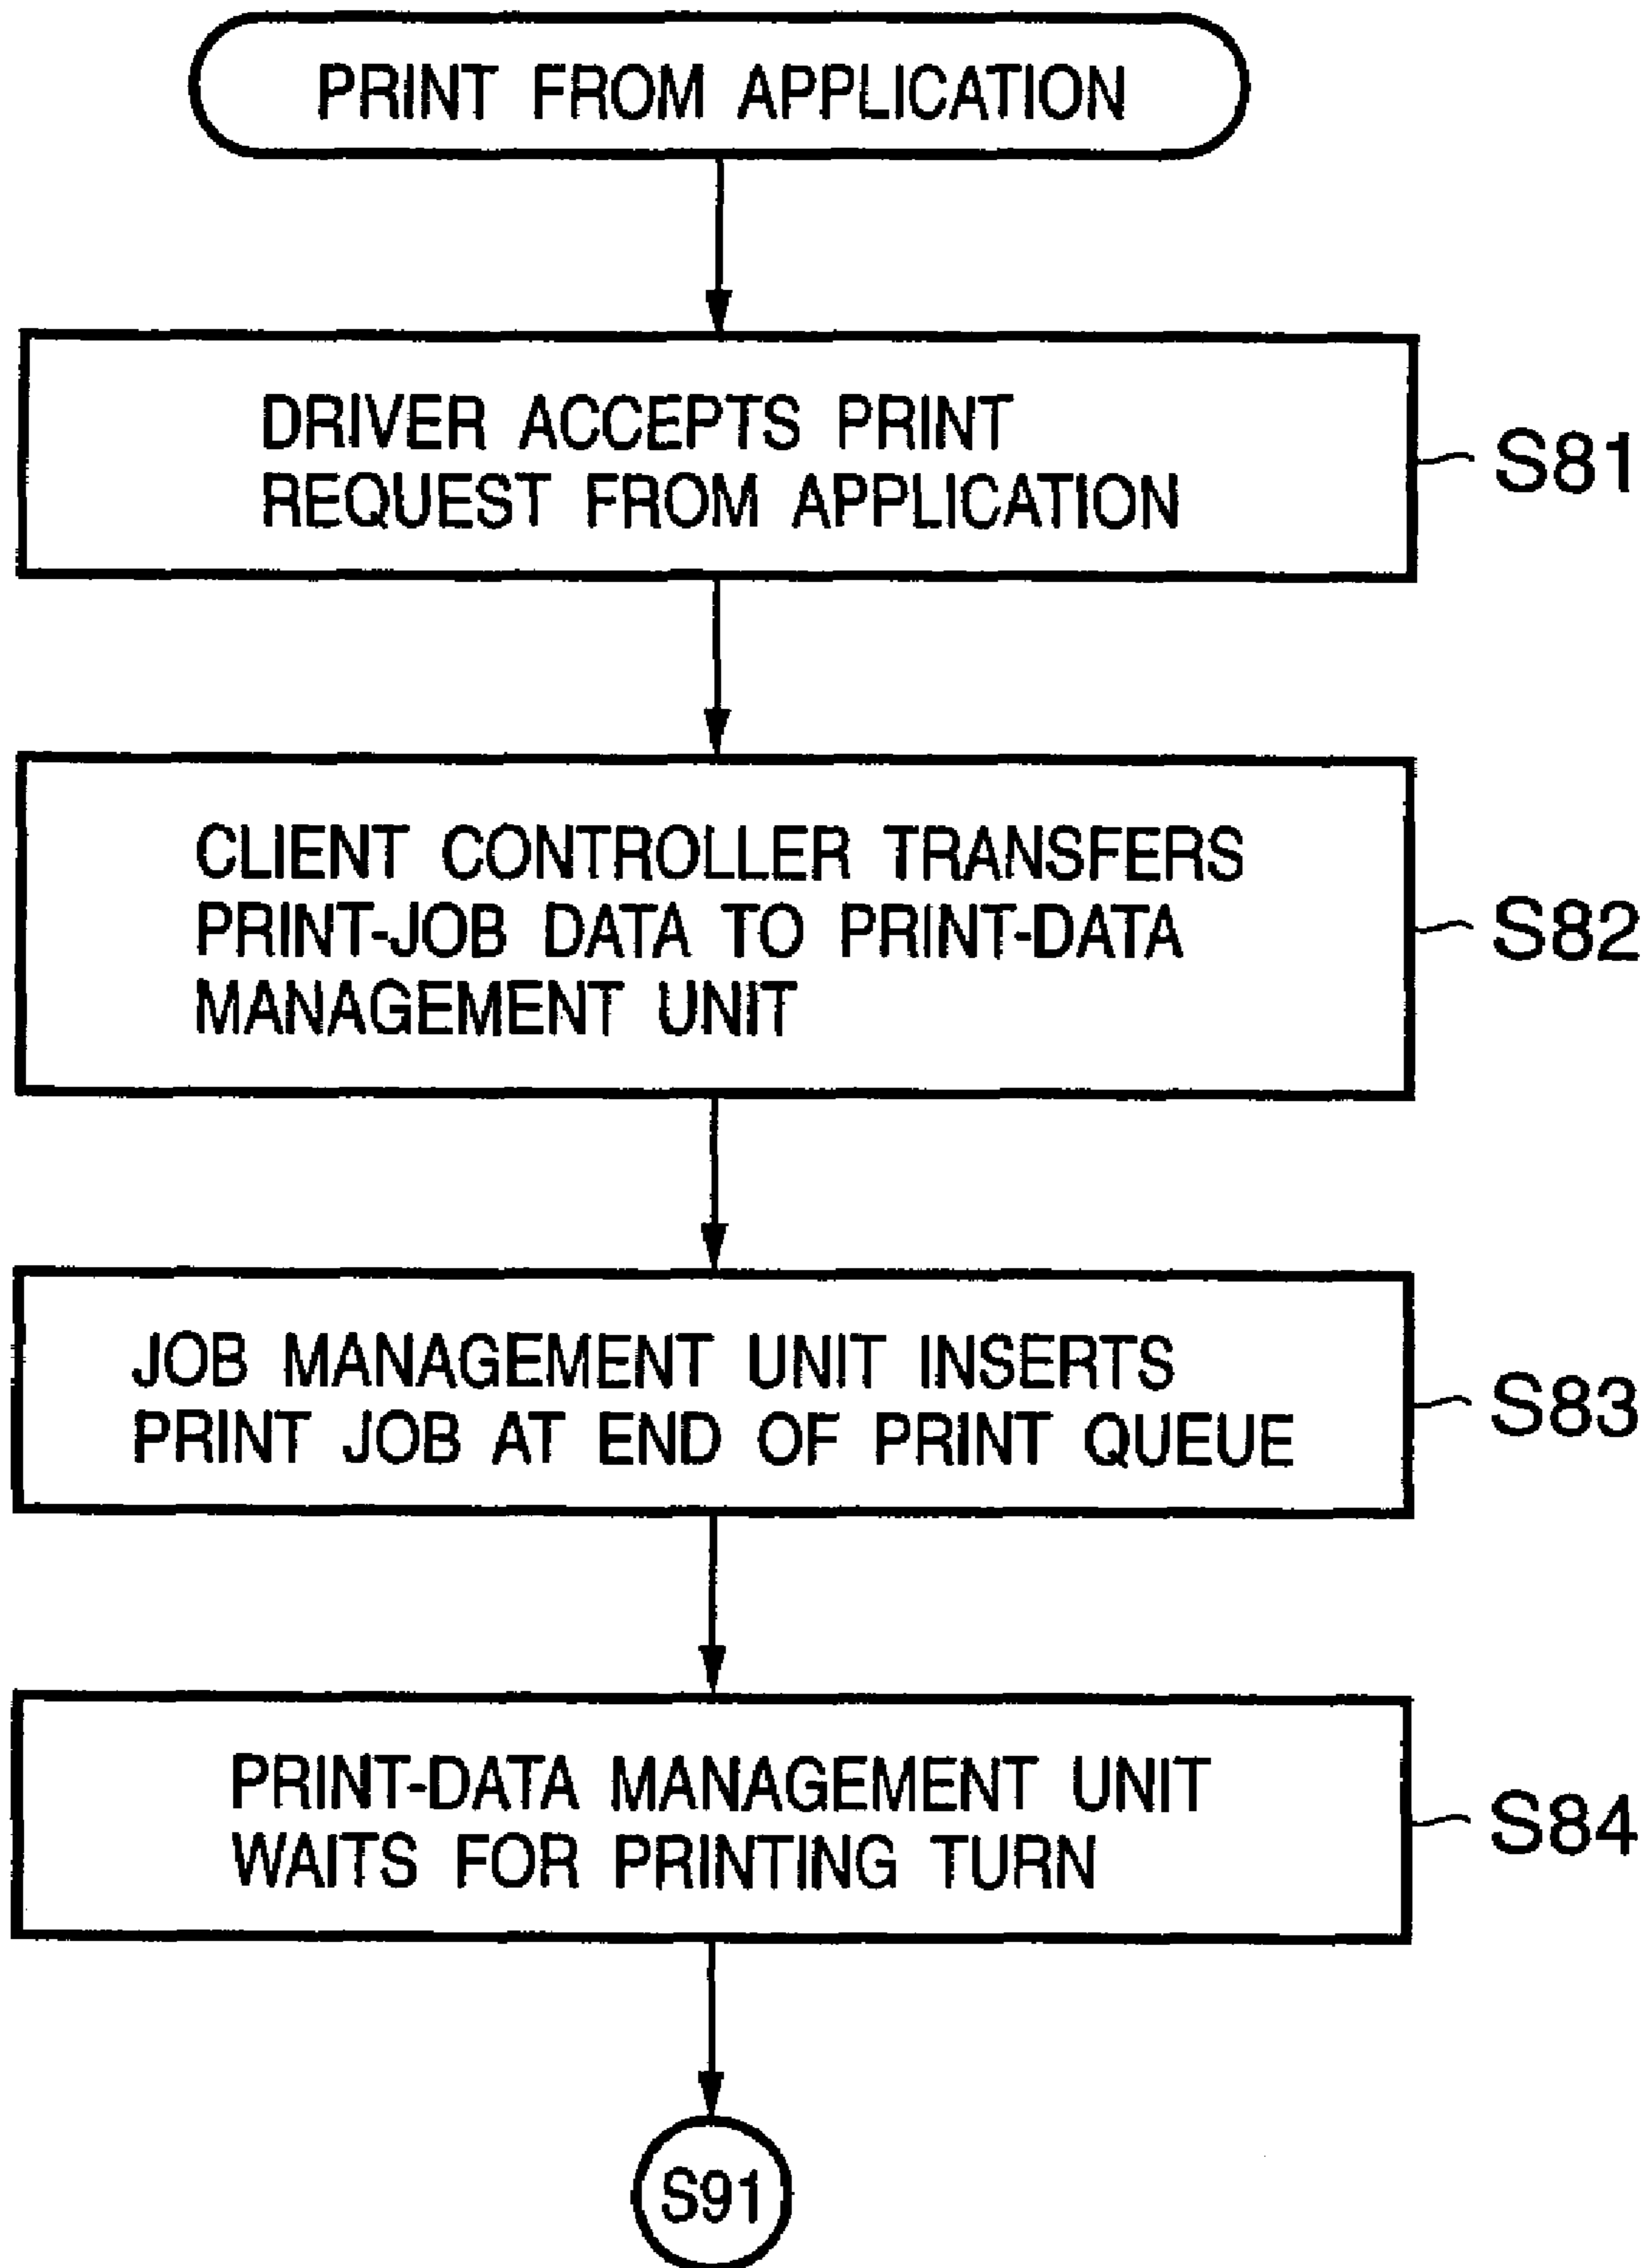 PRINT FROM APPLICATION
DRIVER ACCEPTS PRINT
REQUEST FROM APPLICATION
S81
CLIENT CONTROLLER TRANSFERS
PRINT-JOB DATA TO PRINT-DATA
MANAGEMENT UNIT
S82
JOB MANAGEMENT UNIT INSERTS
PRINT JOB AT END OF PRINT QUEUE
S83
PRINT-DATA MANAGEMENT UNIT
WAITS FOR PRINTING TURN
S84
S91